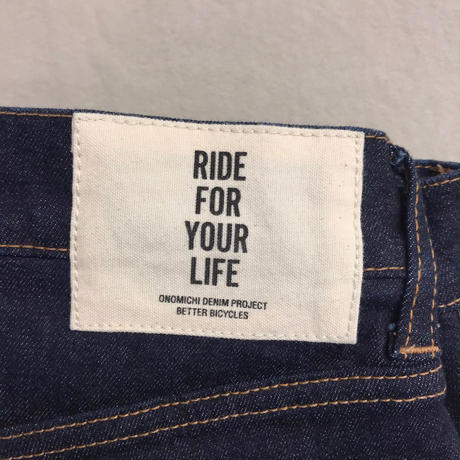 RIDE
FOR
YOUR
LIFE
ONOMICHI DENIM PROJECT
BETTER BICYCLES